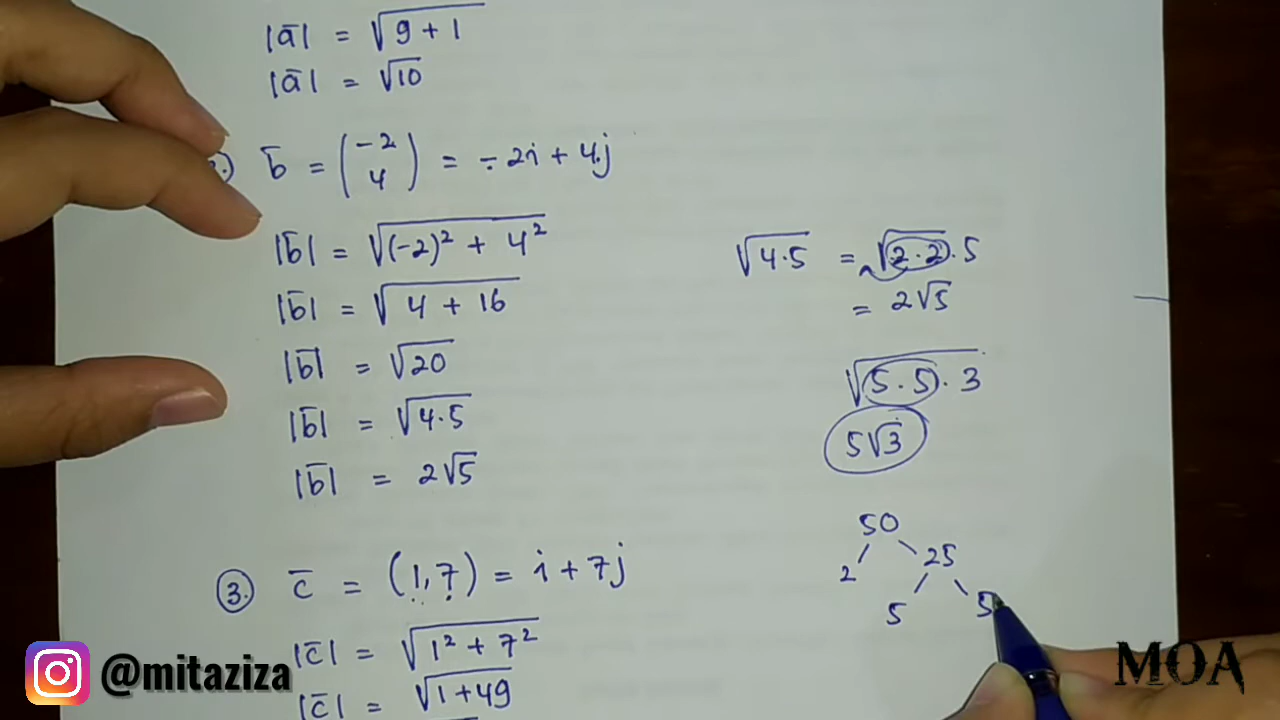 |a̅| = √9 + 1
|a̅| = √10
b̅ = (-2 4) = -2i + 4j
|b̅| = √(-2)² + 4²
|b̅| = √4 + 16
|b̅| = √20
|b̅| = √4·5
|b̅| = 2√5
③. c̅ = (1,7) = i + 7j
|c̅| = √1² + 7²
|c̅| = √1+49
√4·5 = √2·2·5
= 2√5
√5·5·3
5√3
50
2 25
5 5
@mitaziza
MOA